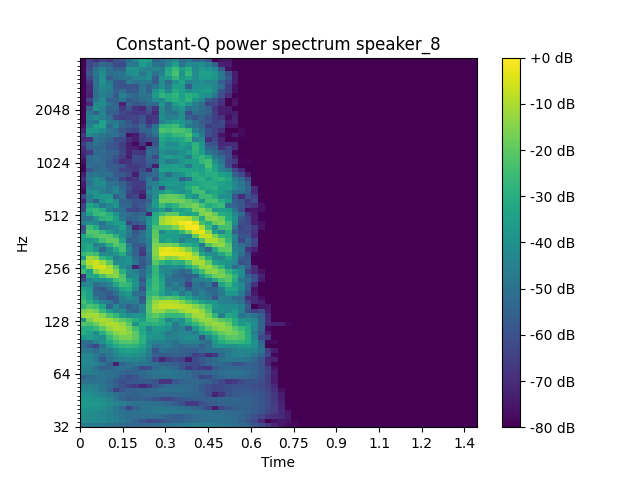 Constant-Q power spectrum speaker_8
Hz
2048
1024
512
256
128
64
32
0 0.15 0.3 0.45 0.6 0.75 0.9 1.1 1.2 1.4
Time
+0 dB
-10 dB
-20 dB
-30 dB
-40 dB
-50 dB
-60 dB
-70 dB
-80 dB